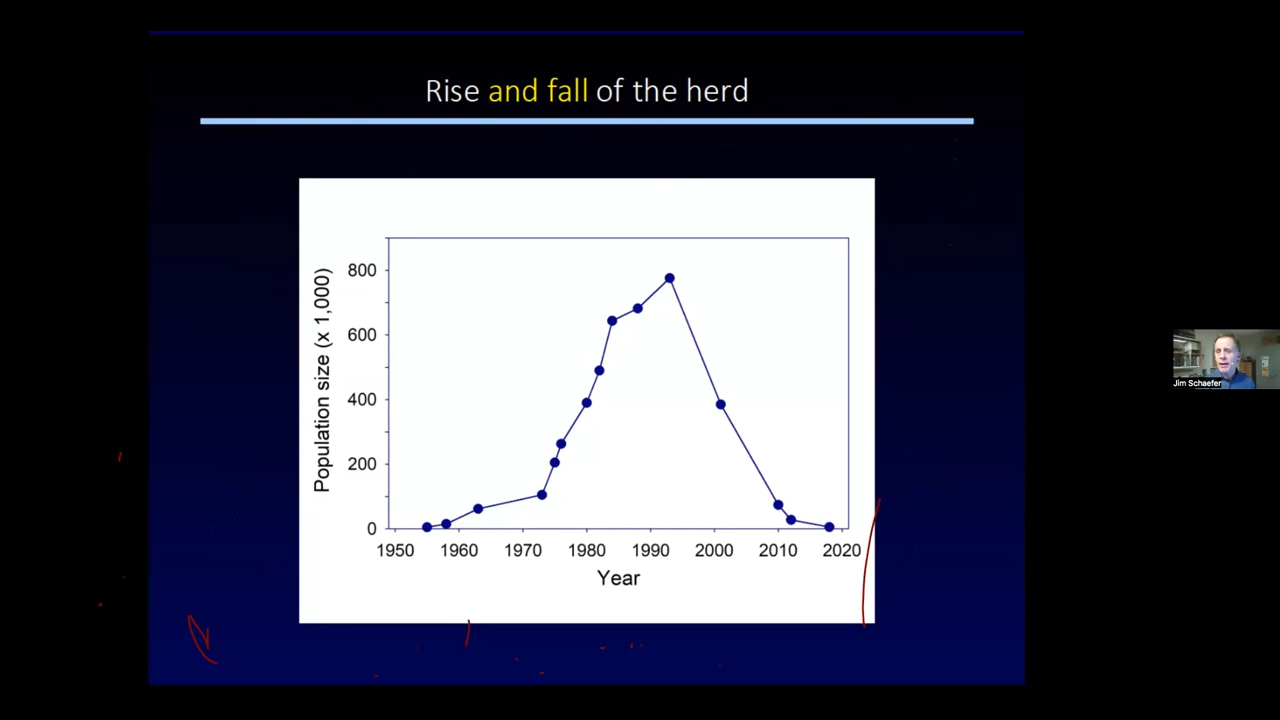 Rise and fall of the herd
Population size (x 1,000)
800
600
400
200
0
1950 1960 1970 1980 1990 2000 2010 2020
Year
Jim Schaefer